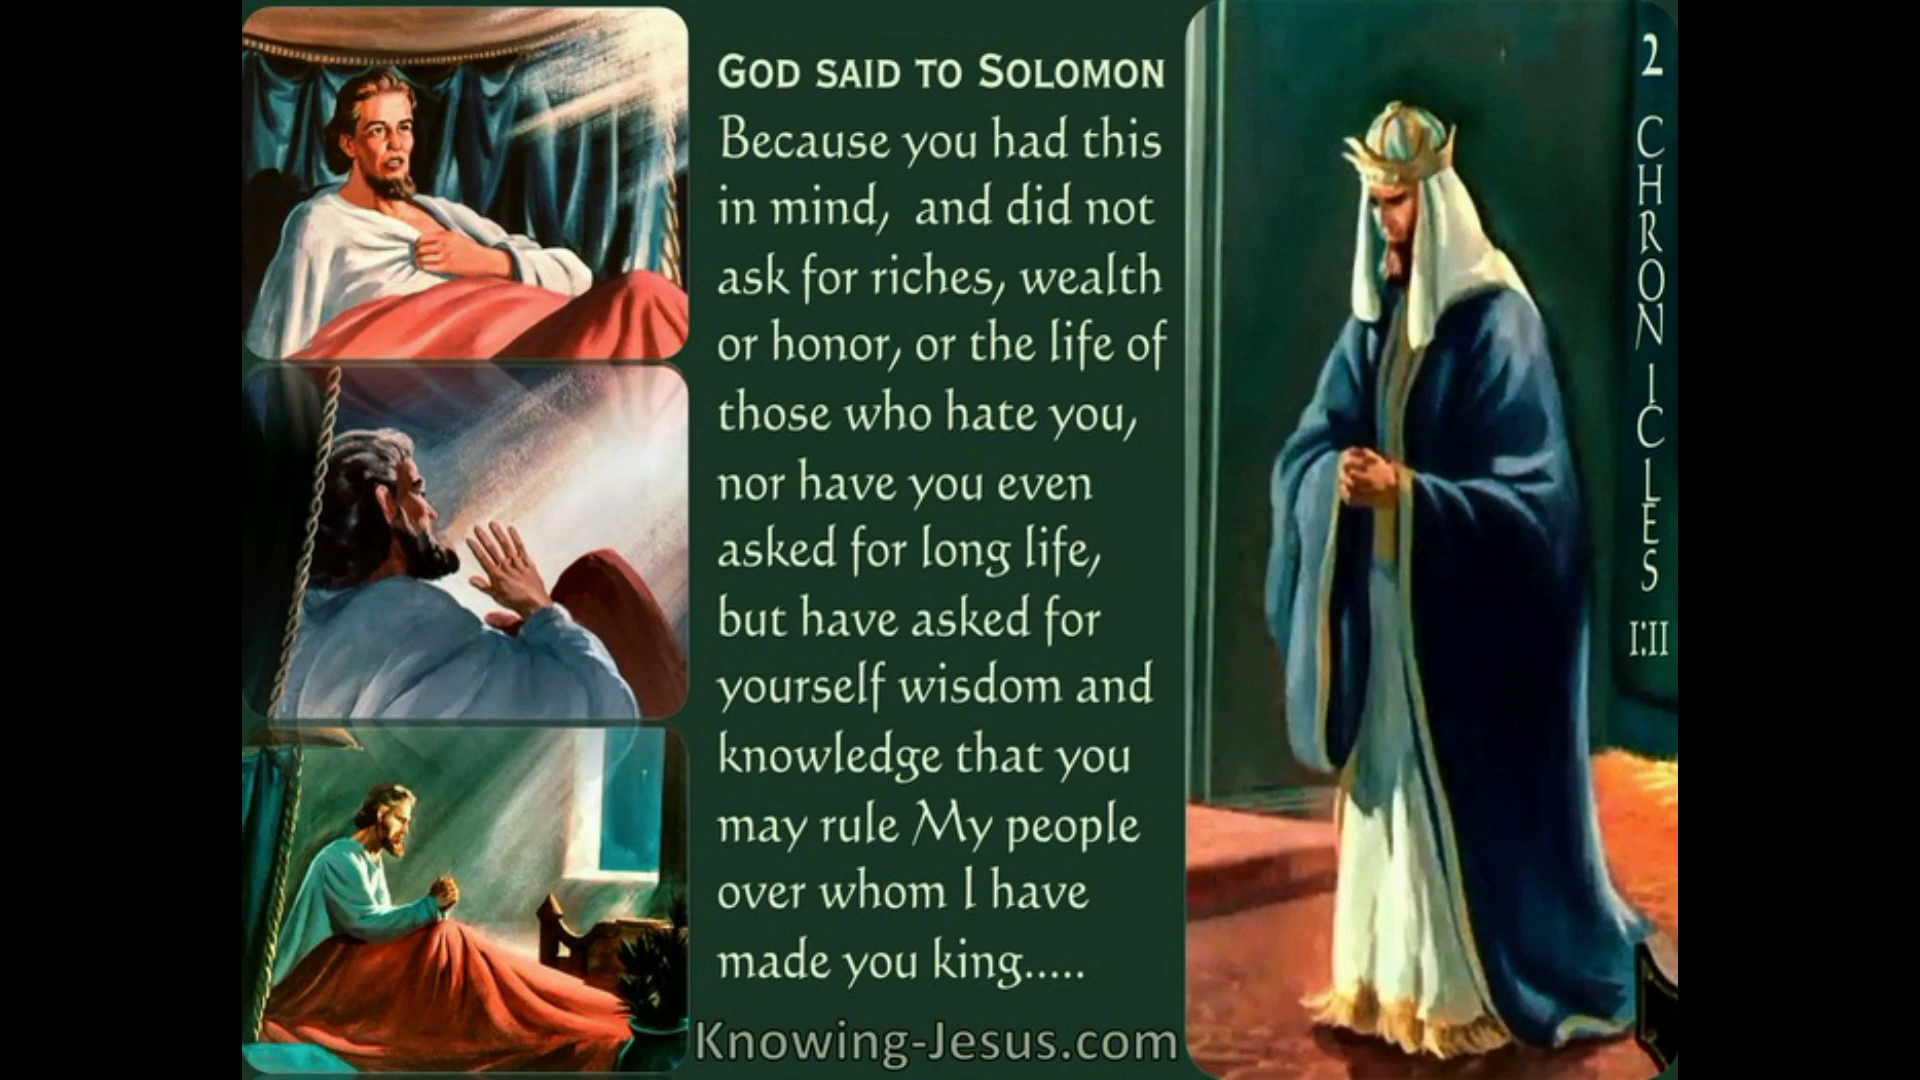 God said to Solomon
Because you had this
in mind, and did not
ask for riches, wealth
or honor, or the life of
those who hate you,
nor have you even
asked for long life,
but have asked for
yourself wisdom and
knowledge that you
may rule My people
over whom I have
made you king.....
Knowing-Jesus.com
2 CHRONICLES I:II